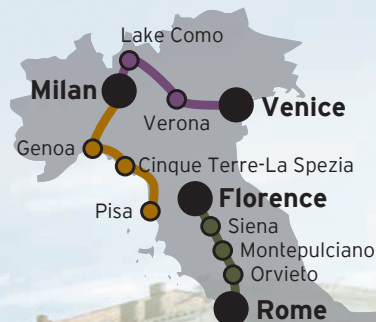 Lake Como
Milan
Venice
Verona
Genoa
Cinque Terre-La Spezia
Florence
Pisa
Siena
Montepulciano
Orvieto
Rome